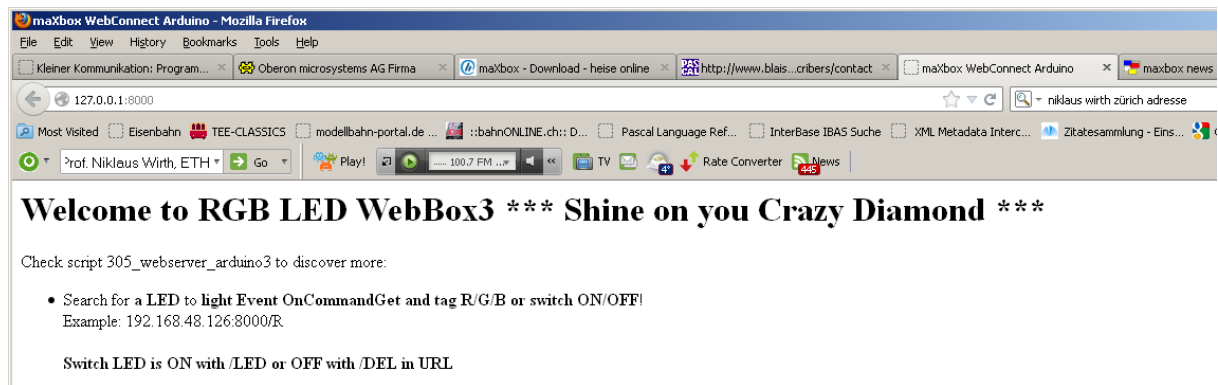 maXbox WebConnect Arduino - Mozilla Firefox
File Edit View History Bookmarks Tools Help
Kleiner Kommunikation: Program... Oberon microsystems AG Firma maXbox - Download - heise online http://www.blais...cribers/contact maXbox WebConnect Arduino maxbox news
127.0.0.1:8000 niklaus wirth zürich adresse
Most Visited Eisenbahn TEE-CLASSICS modellbahn-portal.de ... ::bahnONLINE.ch:: D... Pascal Language Ref... InterBase IBAS Suche XML Metadata Interc... Zitatesammlung - Eins...
Prof. Niklaus Wirth, ETH Go Play! 100.7 FM ... TV 4° Rate Converter News 445
Welcome to RGB LED WebBox3 *** Shine on you Crazy Diamond ***
Check script 305_webserver_arduino3 to discover more:
• Search for a LED to light Event OnCommandGet and tag R/G/B or switch ON/OFF!
Example: 192.168.48.126:8000/R
Switch LED is ON with /LED or OFF with /DEL in URL